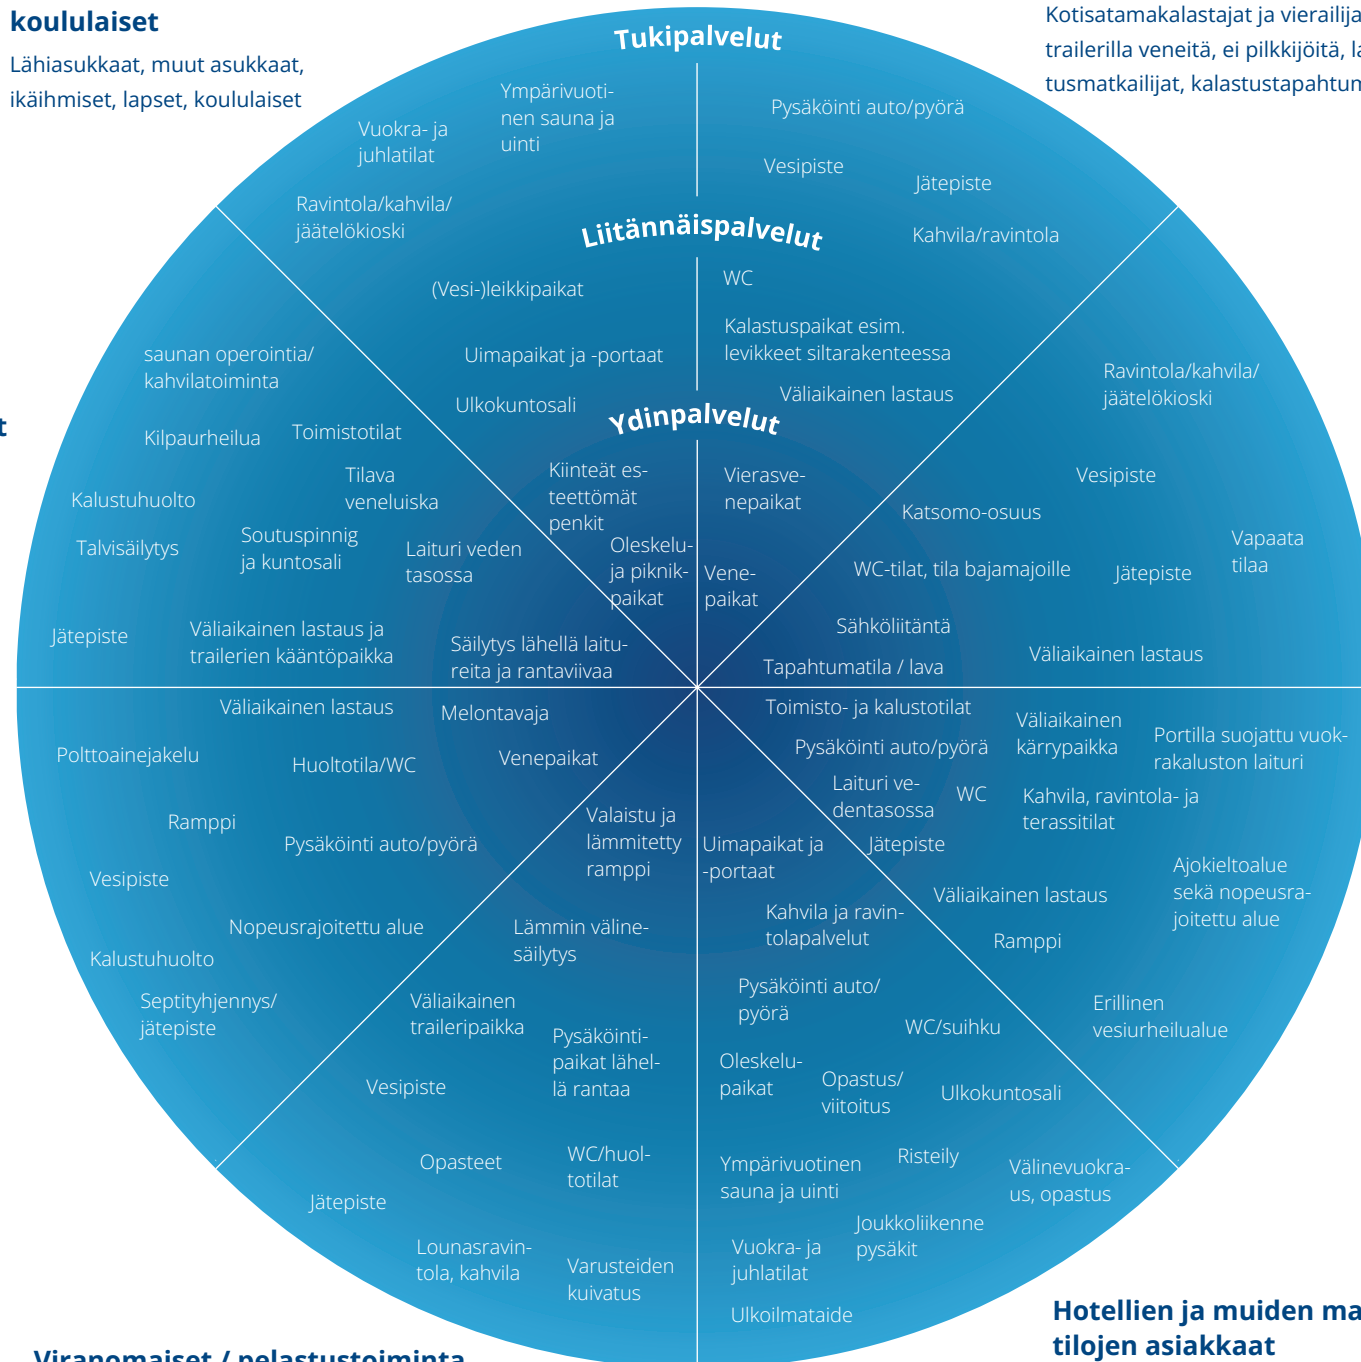 koululaiset
Lähiasukkaat, muut asukkaat,
ikäihmiset, lapset, koululaiset
Kotisatamakalastajat ja
trailerilla veneitä, ei pilkkijöitä,
tusmatkailijat,
Tukipalvelut
Ympärivuoti-
nen sauna ja
uinti
Vuokra- ja
juhlatilat
Ravintola/kahvila/
jäätelökioski
Pysäköinti auto/pyörä
Vesipiste
Jätepiste
Kahvila/ravintola
Liitännäispalvelut
(Vesi-)leikkipaikat
Uimapaikat ja -portaat
Ulkokuntosali
WC
Kalastuspaikat esim.
levikkeet siltarakenteessa
Väliaikainen lastaus
Ydinpalvelut
Kiinteät es-
teettömät
penkit
Oleskelu-
ja piknik-
paikat
Vierasve-
nepaikat
Vene-
paikat
saunan operointia/
kahvilatoiminta
Kilpaurheilua
Toimistotilat
Tilava
veneluiska
Kalustuhuolto
Talvisäilytys
Soutuspinnig
ja kuntosali
Laituri veden
tasossa
Jätepiste
Väliaikainen lastaus ja
trailerien kääntöpaikka
Säilytys lähellä laitu-
reita ja rantaviivaa
Ravintola/kahvila/
jäätelökioski
Vesipiste
Katsomo-osuus
Vapaata
tilaa
WC-tilat, tila bajamajoille
Jätepiste
Sähköliitäntä
Väliaikainen lastaus
Tapahtumatila / lava
Väliaikainen lastaus
Melontavaja
Polttoainejakelu
Huoltotila/WC
Venepaikat
Ramppi
Pysäköinti auto/pyörä
Vesipiste
Nopeusrajoitettu alue
Kalustuhuolto
Septityhjennys/
jätepiste
Toimisto- ja kalustotilat
Pysäköinti auto/pyörä
Väliaikainen
kärrypaikka
Portilla suojattu vuok-
rakaluston laituri
Laituri ve-
dentasossa
WC
Kahvila, ravintola- ja
terassitilat
Jätepiste
Väliaikainen lastaus
Ajokieltoalue
sekä nopeusra-
joitettu alue
Ramppi
Erillinen
vesiurheilualue
Valaistu ja
lämmitetty
ramppi
Lämmin väline-
säilytys
Väliaikainen
traileripaikka
Pysäköinti-
paikat lähel-
lä rantaa
Vesipiste
Opasteet
WC/huol-
totilat
Jätepiste
Lounasravin-
tola, kahvila
Varusteiden
kuivatus
Uimapaikat ja
-portaat
Kahvila ja ravin-
tolapalvelut
Pysäköinti auto/
pyörä
WC/suihku
Oleskelu-
paikat
Opastus/
viitoitus
Ulkokuntosali
Ympärivuotinen
sauna ja uinti
Risteily
Välinevuokra-
us, opastus
Joukkoliikenne
pysäkit
Vuokra- ja
juhlatilat
Ulkoilmataide
Viranomaiset / pelastustoiminta
Hotellien ja muiden
tilojen asiakkaat